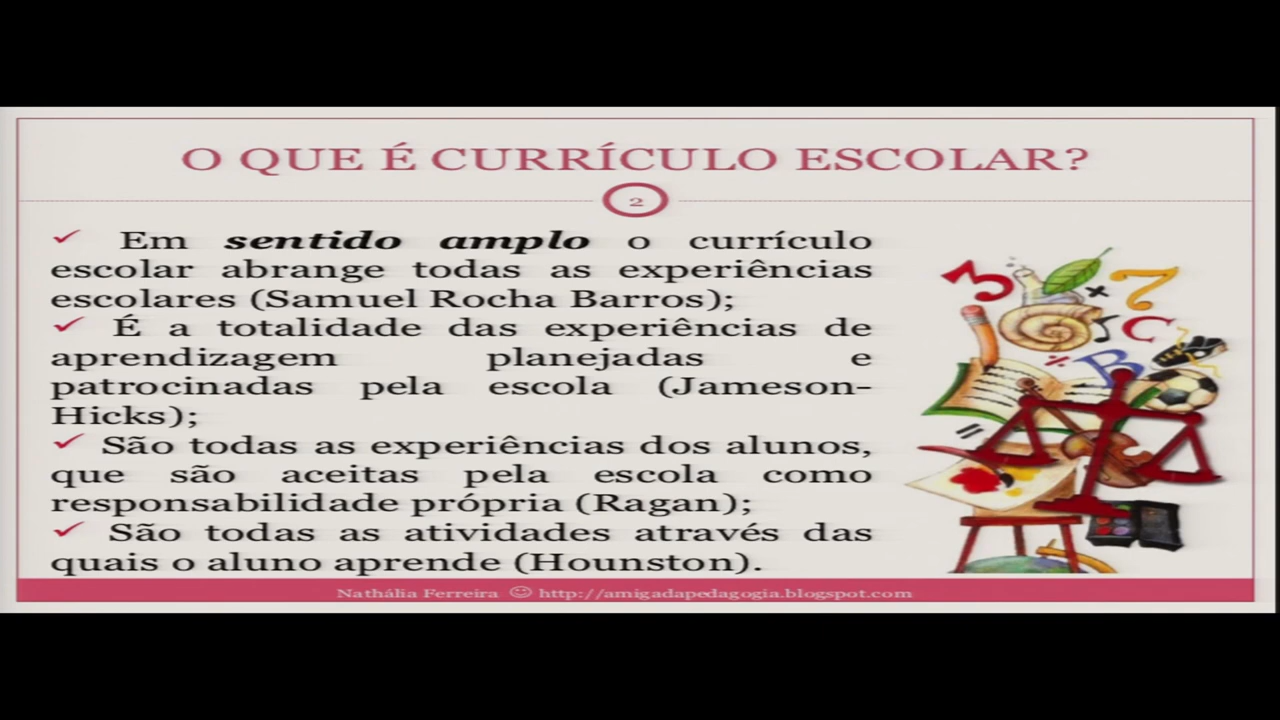 O QUE É CURRÍCULO ESCOLAR?
2
✓ Em sentido amplo o currículo
escolar abrange todas as experiências
escolares (Samuel Rocha Barros);
✓ É a totalidade das experiências de
aprendizagem planejadas e
patrocinadas pela escola (Jameson-
Hicks);
✓ São todas as experiências dos alunos,
que são aceitas pela escola como
responsabilidade própria (Ragan);
✓ São todas as atividades através das
quais o aluno aprende (Hounston).
Nathália Ferreira ☺ http://amigadapedagogia.blogspot.com